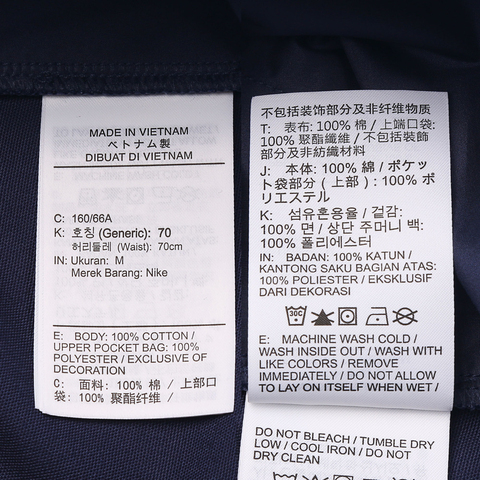 MADE IN VIETNAM
ベトナム製
DIBUAT DI VIETNAM
C: 160/66A
K: 호칭 (Generic): 70
허리둘레 (Waist): 70cm
IN: Ukuran: M
Merek Barang: Nike
E: BODY: 100% COTTON /
UPPER POCKET BAG: 100%
POLYESTER / EXCLUSIVE OF
DECORATION
C: 面料: 100% 棉 / 上部口
袋: 100% 聚酯纤维 /
不包括装饰部分及非纤维物质
T: 表布: 100% 棉 / 上端口袋:
100% 聚酯纖維 / 不包括裝飾部
分及非紡織材料
J: 本体: 100% 綿 / ポケッ
ト袋部分 ( 上部 ) : 100% ポ
リエステル
K: 섬유혼용율 / 겉감:
100% 면 / 상단 주머니 백:
100% 폴리에스터
IN: BADAN: 100% KATUN /
KANTONG SAKU BAGIAN ATAS:
100% POLIESTER / EKSKLUSIF
DARI DEKORASI
30C
E: MACHINE WASH COLD /
WASH INSIDE OUT / WASH WITH
LIKE COLORS / REMOVE
IMMEDIATELY / DO NOT ALLOW
TO LAY ON ITSELF WHEN WET /
DO NOT BLEACH / TUMBLE DRY
LOW / COOL IRON / DO NOT
DRY CLEAN